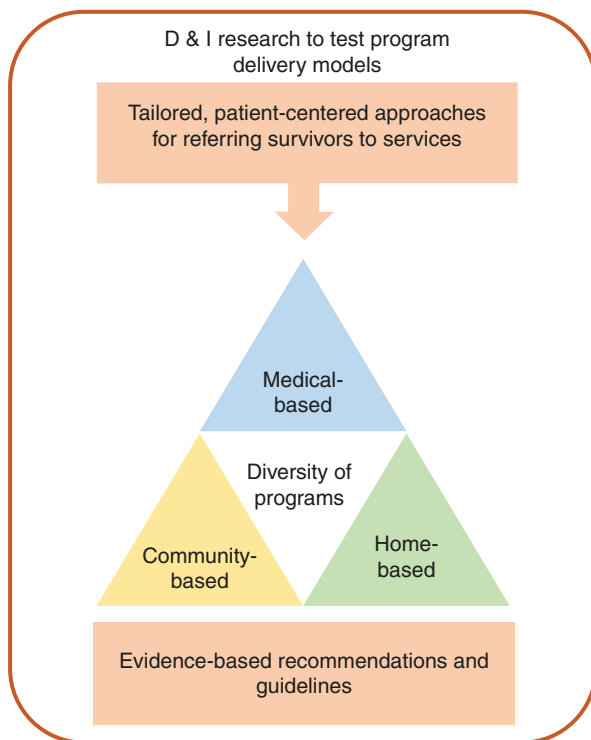 D & I research to test program
delivery models
Tailored, patient-centered approaches
for referring survivors to services
Medical-
based
Diversity of
programs
Community-
based
Home-
based
Evidence-based recommendations and
guidelines